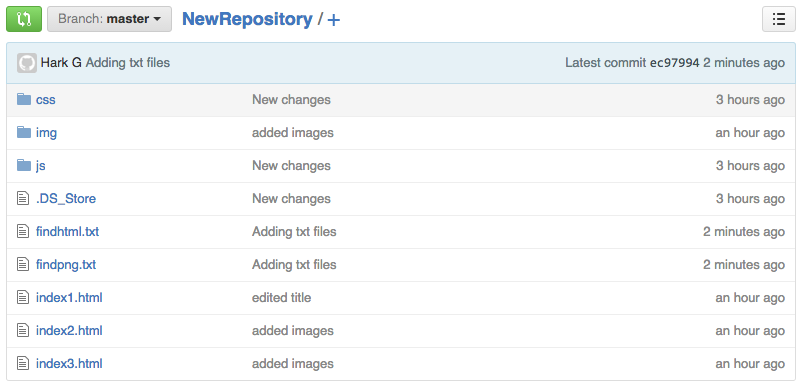 Branch: master NewRepository / +
Hark G Adding txt files Latest commit ec97994 2 minutes ago
css New changes 3 hours ago
img added images an hour ago
js New changes 3 hours ago
.DS_Store New changes 3 hours ago
findhtml.txt Adding txt files 2 minutes ago
findpng.txt Adding txt files 2 minutes ago
index1.html edited title an hour ago
index2.html added images an hour ago
index3.html added images an hour ago